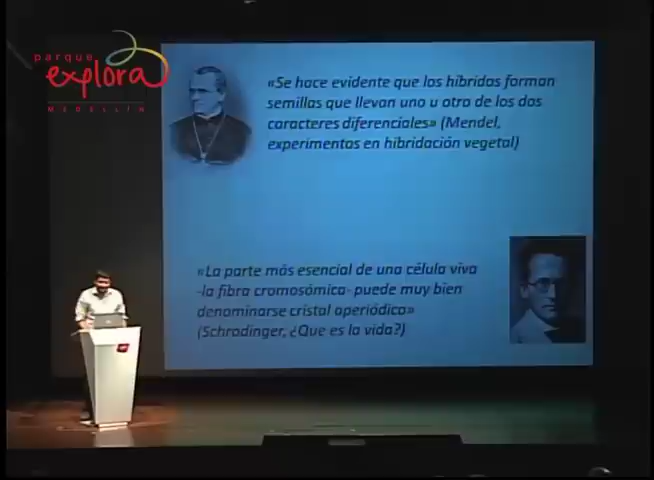 parque
explora
MEDELLÍN
«Se hace evidente que los híbridos forman
semillas que llevan uno u otro de los dos
caracteres diferenciales» (Mendel,
experimentos en hibridación vegetal)
«La parte más esencial de una célula viva
-la fibra cromosómica- puede muy bien
denominarse cristal aperiódico»
(Schrodinger, ¿Que es la vida?)